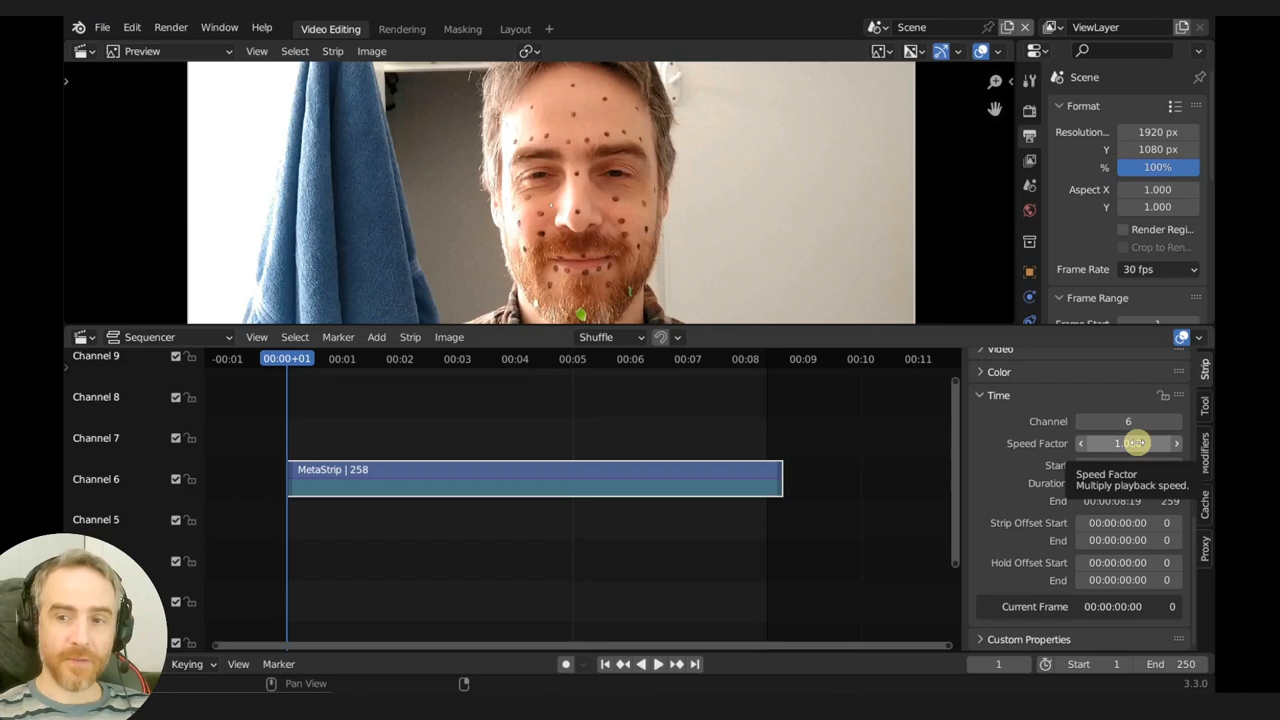 File Edit Render Window Help Video Editing Rendering Masking Layout + Scene ViewLayer
Preview View Select Strip Image
Scene
Format
Resolution... 1920 px
Y 1080 px
% 100%
Aspect X 1.000
Y 1.000
Render Regi...
Crop to Ren...
Frame Rate 30 fps
Frame Range
Sequencer View Select Marker Add Strip Image Shuffle
-00:01 00:00+01 00:01 00:02 00:03 00:04 00:05 00:06 00:07 00:08 00:09 00:10 00:11
Channel 9
Channel 8
Channel 7
Channel 6
Channel 5
MetaStrip | 258
Video
Color
Time
Channel 6
Speed Factor
Speed Factor
Multiply playback speed.
Duration
End 00:00:08:19 259
Strip Offset Start 00:00:00:00 0
End 00:00:00:00 0
Hold Offset Start 00:00:00:00 0
End 00:00:00:00 0
Current Frame 00:00:00:00 0
Custom Properties
Strip
Tool
Modifiers
Cache
Proxy
Keying View Marker 1 Start 1 End 250
Pan View 3.3.0